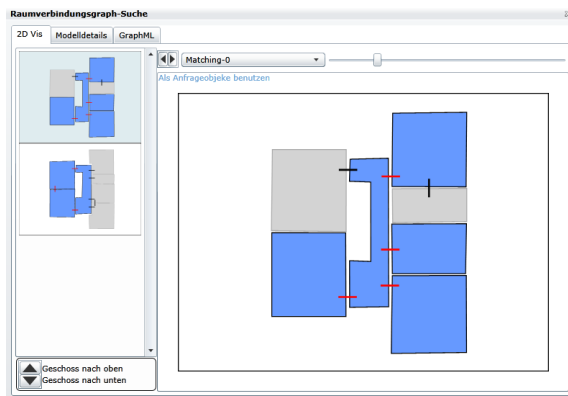 Raumverbindungsgraph-Suche
2D Vis Modelldetails GraphML
Matching-0
Als Anfrageobjeke benutzen
Geschoss nach oben
Geschoss nach unten